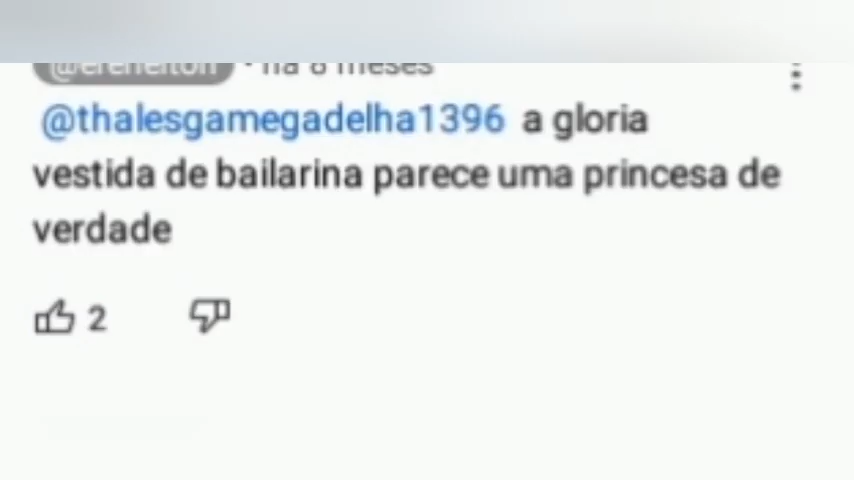 • há 8 meses
@thalesgamegadelha1396 a gloria
vestida de bailarina parece uma princesa de
verdade
2